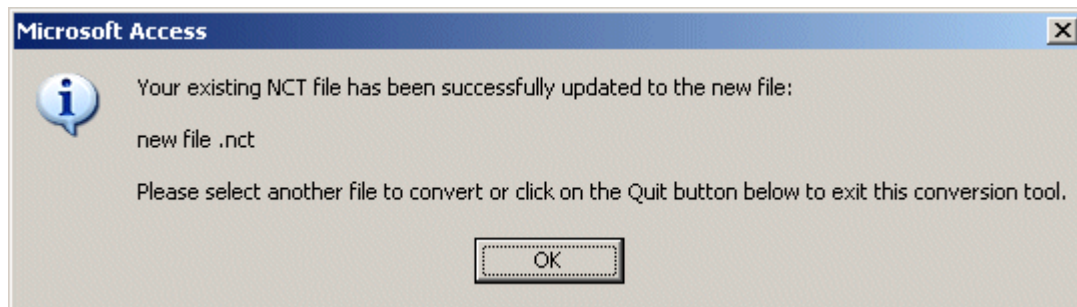 Microsoft Access
Your existing NCT file has been successfully updated to the new file:
new file .nct
Please select another file to convert or click on the Quit button below to exit this conversion tool.
OK